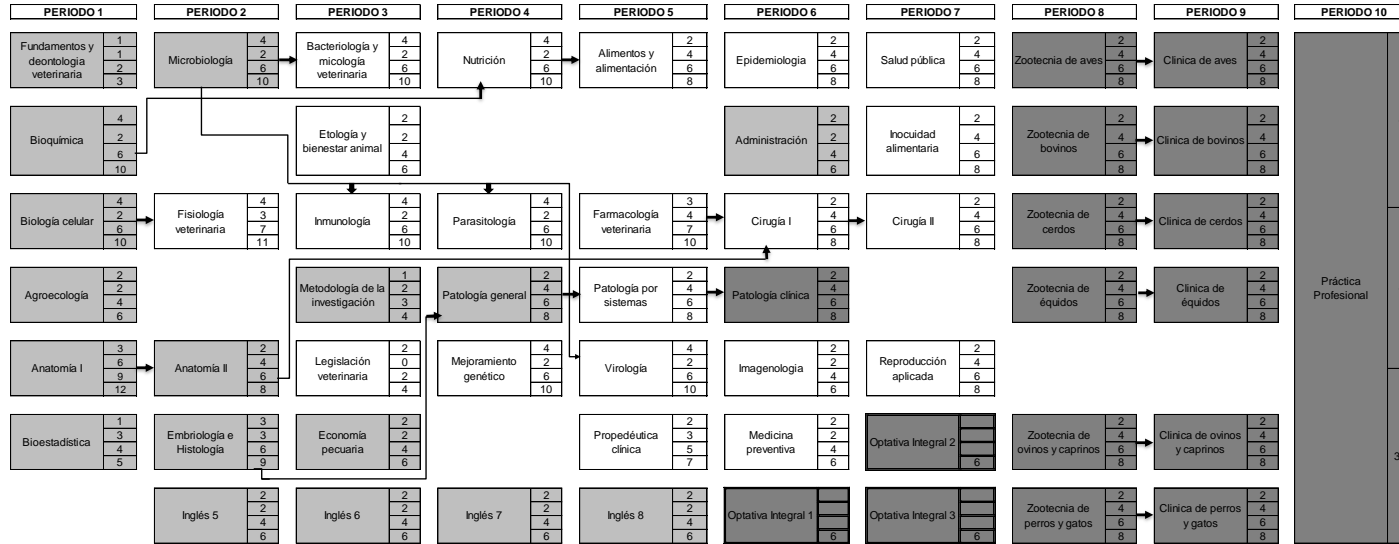 PERIODO 1 PERIODO 2 PERIODO 3 PERIODO 4 PERIODO 5 PERIODO 6 PERIODO 7 PERIODO 8 PERIODO 9 PERIODO 10
Fundamentos y
deontologia
veterinaria
1
1
2
3
Microbiología
4
2
6
10
Bacteriología y
micología
veterinaria
4
2
6
10
Nutrición
4
2
6
10
Alimentos y
alimentación
2
4
6
8
Epidemiologia
2
4
6
8
Salud pública
2
4
6
8
Zootecnia de aves
2
4
6
8
Clinica de aves
2
4
6
8
Bioquímica
4
2
6
10
Etología y
bienestar animal
2
2
4
6
Administración
2
2
4
6
Inocuidad
alimentaria
2
4
6
8
Zootecnia de
bovinos
2
4
6
8
Clinica de bovinos
2
4
6
8
Biología celular
4
2
6
10
Fisiología
veterinaria
4
3
7
11
Inmunología
4
2
6
10
Parasitología
4
2
6
10
Farmacología
veterinaria
3
4
7
10
Cirugía I
2
4
6
8
Cirugía II
2
4
6
8
Zootecnia de
cerdos
2
4
6
8
Clinica de cerdos
2
4
6
8
Agroecología
2
2
4
6
Metodología de la
investigación
1
2
3
4
Patología general
2
4
6
8
Patología por
sistemas
2
4
6
8
Patología clínica
2
4
6
8
Zootecnia de
équidos
2
4
6
8
Clinica de
équidos
2
4
6
8
Práctica
Profesional
Anatomía I
3
6
9
12
Anatomía II
2
4
6
8
Legislación
veterinaria
2
0
2
4
Mejoramiento
genético
4
2
6
10
Virología
4
2
6
10
Imagenologia
2
2
4
6
Reproducción
aplicada
2
4
6
8
Bioestadística
1
3
4
5
Embriología e
Histología
3
3
6
9
Economía
pecuaria
2
2
4
6
Propedéutica
clínica
2
3
5
7
Medicina
preventiva
2
2
4
6
Optativa Integral 2
6
Zootecnia de
ovinos y caprinos
2
4
6
8
Clinica de ovinos
y caprinos
2
4
6
8
Inglés 5
2
2
4
6
Inglés 6
2
2
4
6
Inglés 7
2
2
4
6
Inglés 8
2
2
4
6
Optativa Integral 1
6
Optativa Integral 3
6
Zootecnia de
perros y gatos
2
4
6
8
Clinica de perros
y gatos
2
4
6
8